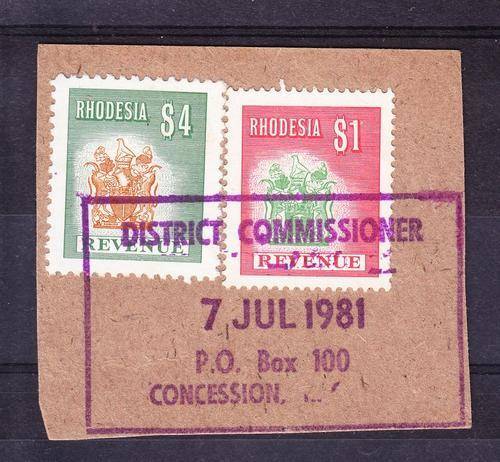 RHODESIA $4
REVENUE
RHODESIA $1
REVENUE
DISTRICT COMMISSIONER
7 JUL 1981
P.O. Box 100
CONCESSION,